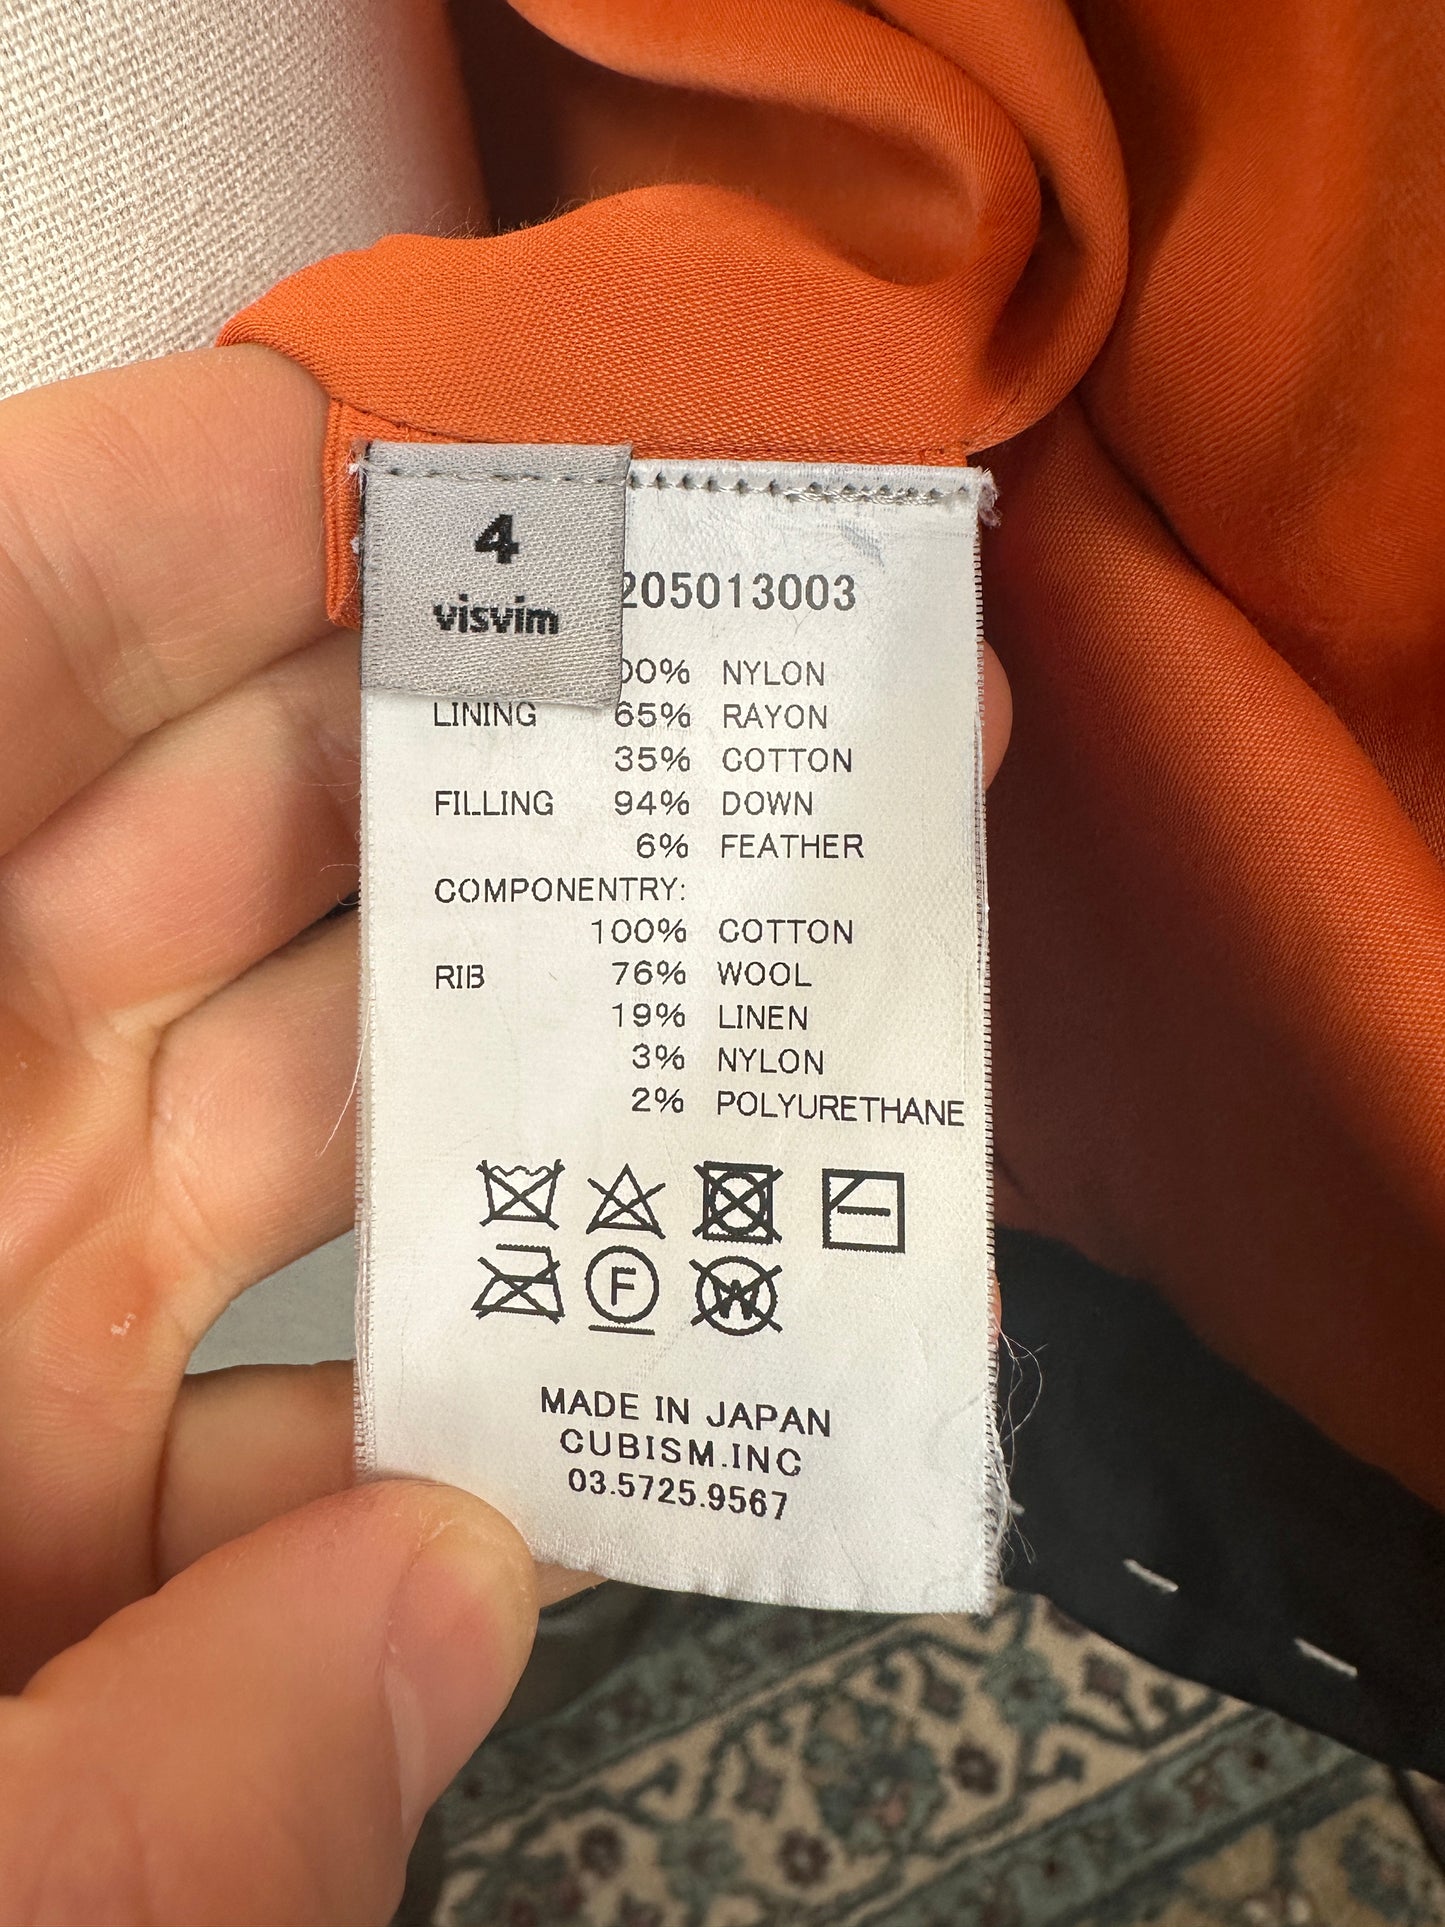 4
visvim
205013003
00% NYLON
LINING 65% RAYON
35% COTTON
FILLING 94% DOWN
6% FEATHER
COMPONENTRY:
100% COTTON
RIB 76% WOOL
19% LINEN
3% NYLON
2% POLYURETHANE
F
W
MADE IN JAPAN
CUBISM.INC
03.5725.9567